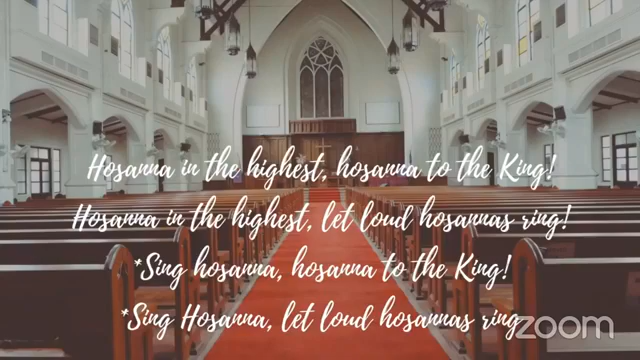 Hosanna in the highest, hosanna to the King!
Hosanna in the highest, let loud hosannas ring!
*Sing hosanna, hosanna to the King!
*Sing Hosanna, let loud hosannas ring
zoom